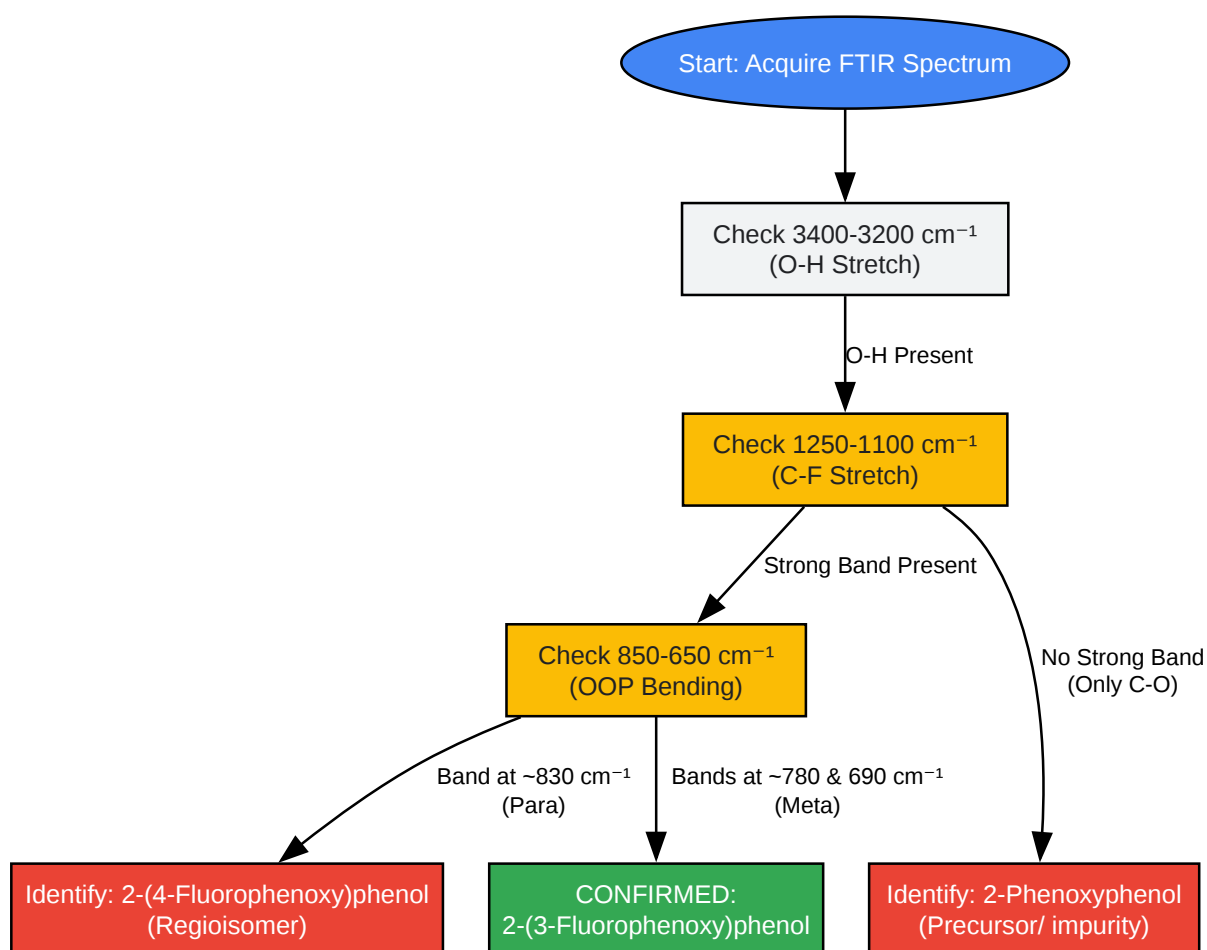 Start: Acquire FTIR Spectrum
Check 3400-3200 cm⁻¹
(O-H Stretch)
O-H Present
Check 1250-1100 cm⁻¹
(C-F Stretch)
Strong Band Present
Check 850-650 cm⁻¹
(OOP Bending)
No Strong Band
(Only C-O)
Band at ~830 cm⁻¹
(Para)
Bands at ~780 & 690 cm⁻¹
(Meta)
Identify: 2-(4-Fluorophenoxy)phenol
(Regioisomer)
CONFIRMED:
2-(3-Fluorophenoxy)phenol
Identify: 2-Phenoxyphenol
(Precursor/ impurity)